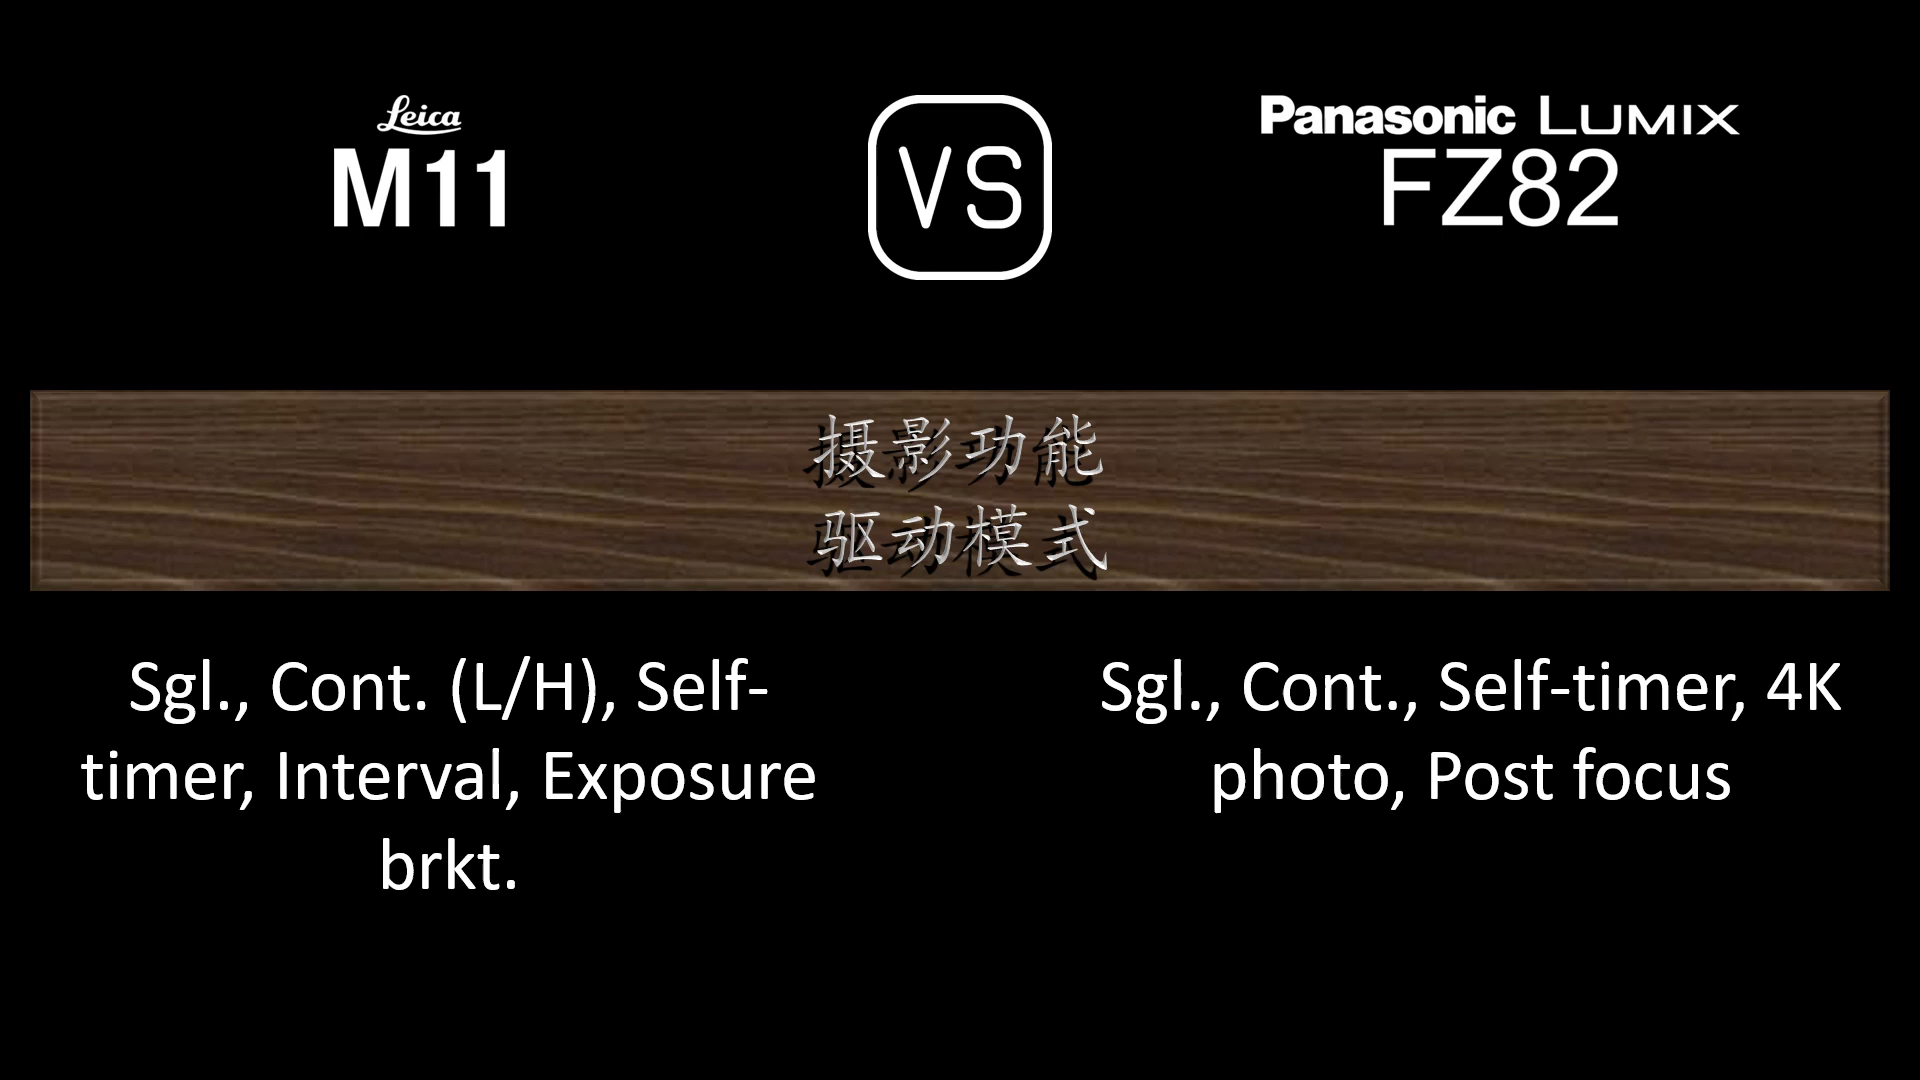 Leica
M11
VS
Panasonic LUMIX
FZ82
摄影功能
驱动模式
Sgl., Cont. (L/H), Self-
timer, Interval, Exposure
brkt.
Sgl., Cont., Self-timer, 4K
photo, Post focus